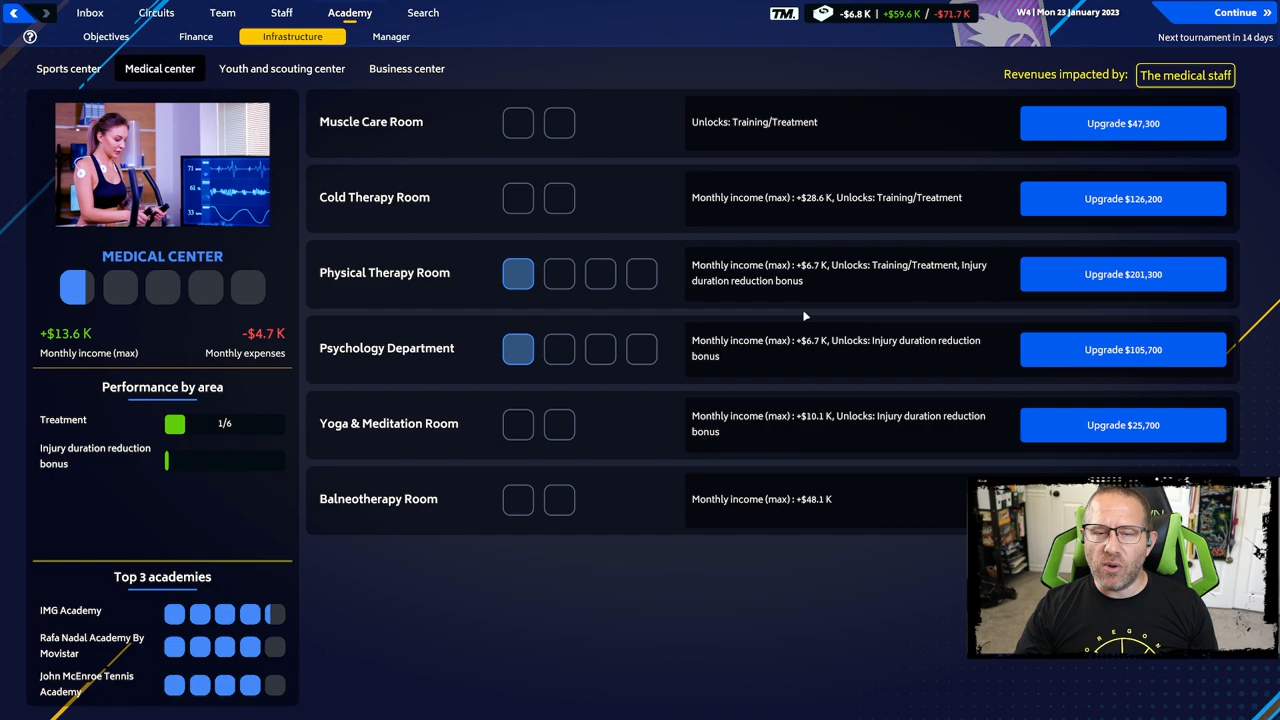 Inbox
Circuits
Team
Staff
Academy
Search
TM.
-$6.8 K | +$59.6 K / -$71.7 K
W4 | Mon 23 January 2023
Continue »
Objectives
Finance
Infrastructure
Manager
Next tournament in 14 days
Sports center
Medical center
Youth and scouting center
Business center
Revenues impacted by:
The medical staff
MEDICAL CENTER
+$13.6 K
-$4.7 K
Monthly income (max)
Monthly expenses
Performance by area
Treatment
1/6
Injury duration reduction
bonus
Top 3 academies
IMG Academy
Rafa Nadal Academy By
Movistar
John McEnroe Tennis
Academy
Muscle Care Room
Unlocks: Training/Treatment
Upgrade $47,300
Cold Therapy Room
Monthly income (max) : +$28.6 K, Unlocks: Training/Treatment
Upgrade $126,200
Physical Therapy Room
Monthly income (max) : +$6.7 K, Unlocks: Training/Treatment, Injury
duration reduction bonus
Upgrade $201,300
Psychology Department
Monthly income (max) : +$6.7 K, Unlocks: Injury duration reduction
bonus
Upgrade $105,700
Yoga & Meditation Room
Monthly income (max) : +$10.1 K, Unlocks: Injury duration reduction
bonus
Upgrade $25,700
Balneotherapy Room
Monthly income (max) : +$48.1 K
OREGON